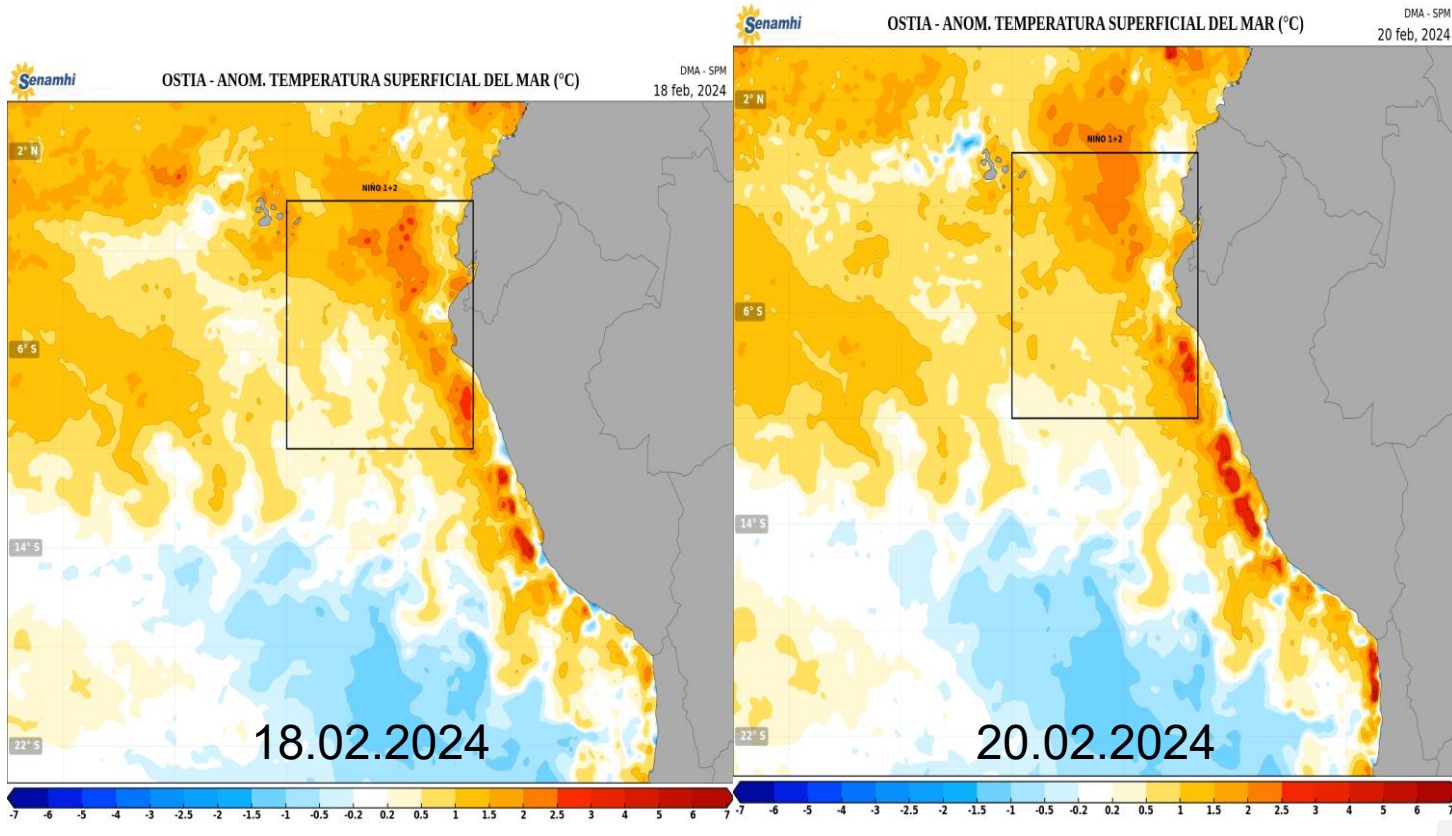 Senamhi
OSTIA - ANOM. TEMPERATURA SUPERFICIAL DEL MAR (°C)
DMA - SPM
18 feb, 2024
2° N
NIÑO 1+2
6° S
14° S
22° S
18.02.2024
-7 -6 -5 -4 -3 -2.5 -2 -1.5 -1 -0.5 -0.2 0.2 0.5 1 1.5 2 2.5 3 4 5 6 7
Senamhi
OSTIA - ANOM. TEMPERATURA SUPERFICIAL DEL MAR (°C)
DMA - SPM
20 feb, 2024
2° N
NIÑO 1+2
6° S
14° S
22° S
20.02.2024
-7 -6 -5 -4 -3 -2.5 -2 -1.5 -1 -0.5 -0.2 0.2 0.5 1 1.5 2 2.5 3 4 5 6 7